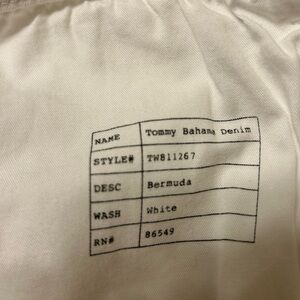 NAME Tommy Bahama Denim
STYLE# TW811267
DESC Bermuda
WASH White
RN# 86549